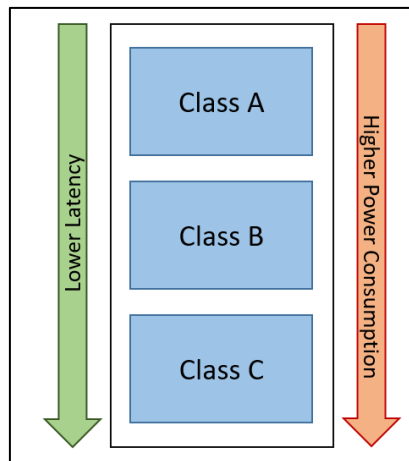 Class A
Class B
Class C
Lower Latency
Higher Power Consumption